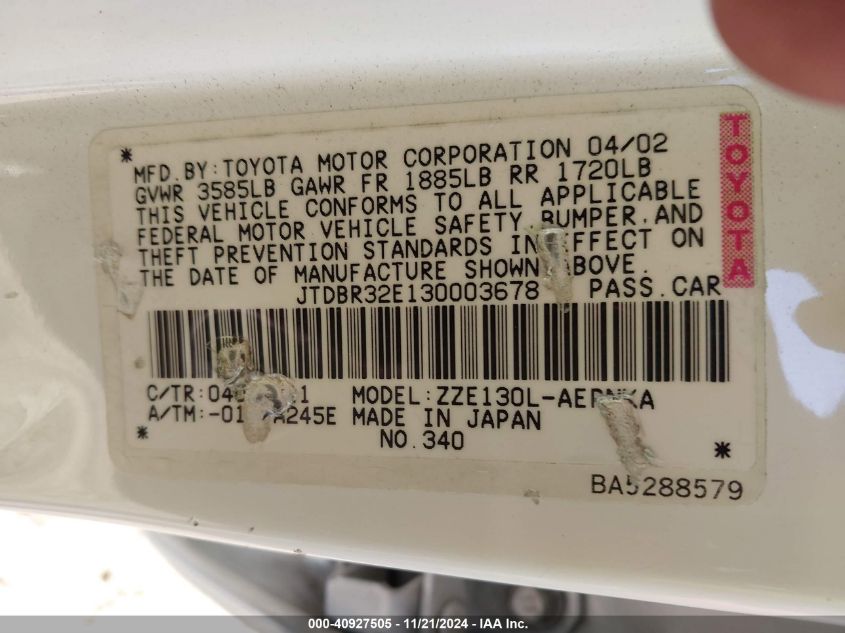 * MFD.BY:TOYOTA MOTOR CORPORATION 04/02
GVWR 3585LB GAWR FR 1885LB RR 1720LB
THIS VEHICLE CONFORMS TO ALL APPLICABLE
FEDERAL MOTOR VEHICLE SAFETY, BUMPER, AND
THEFT PREVENTION STANDARDS IN EFFECT ON
THE DATE OF MANUFACTURE SHOWN ABOVE.
JTDBR32E130003678 PASS.CAR
TOYOTA
C/TR: MODEL:ZZE130L-
A/TM: A245E MADE IN JAPAN
* NO.340 *
BA5288579
000-40927505 - 11/21/2024 - IAA Inc.